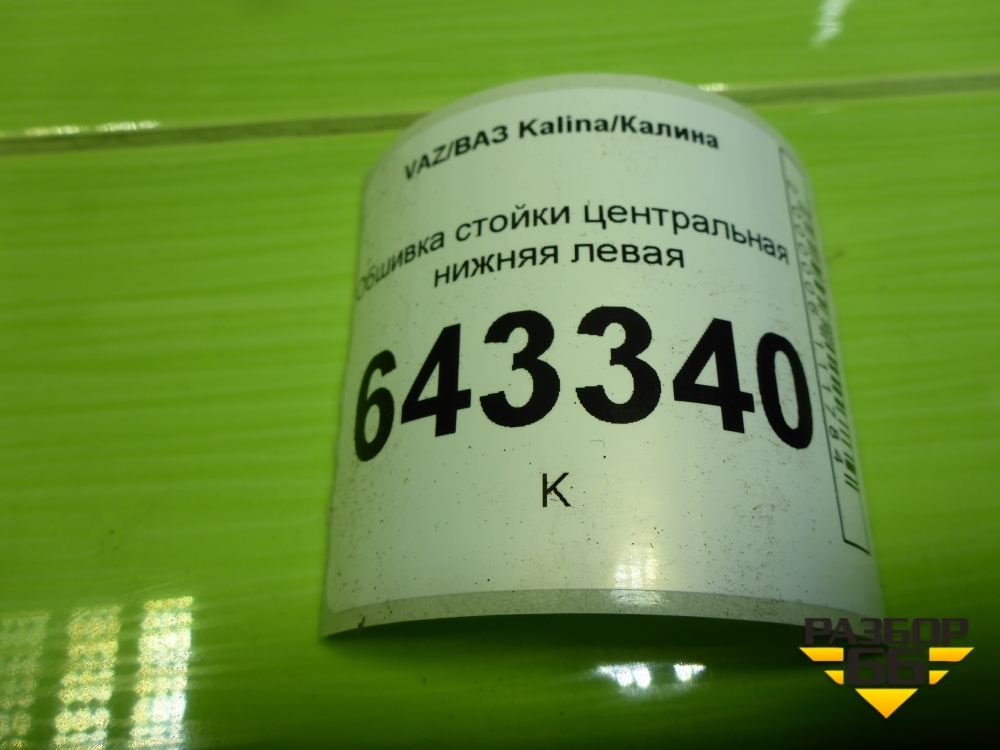 VAZ/ВАЗ Kalina/Калина
Обшивка стойки центральная
нижняя левая
643340
К
РАЗБОР
66